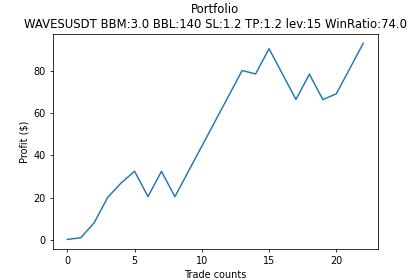 Portfolio
WAVESUSDT BBM:3.0 BBL:140 SL:1.2 TP:1.2 lev:15 WinRatio:74.0
Profit ($)
80
60
40
20
0
0 5 10 15 20
Trade counts